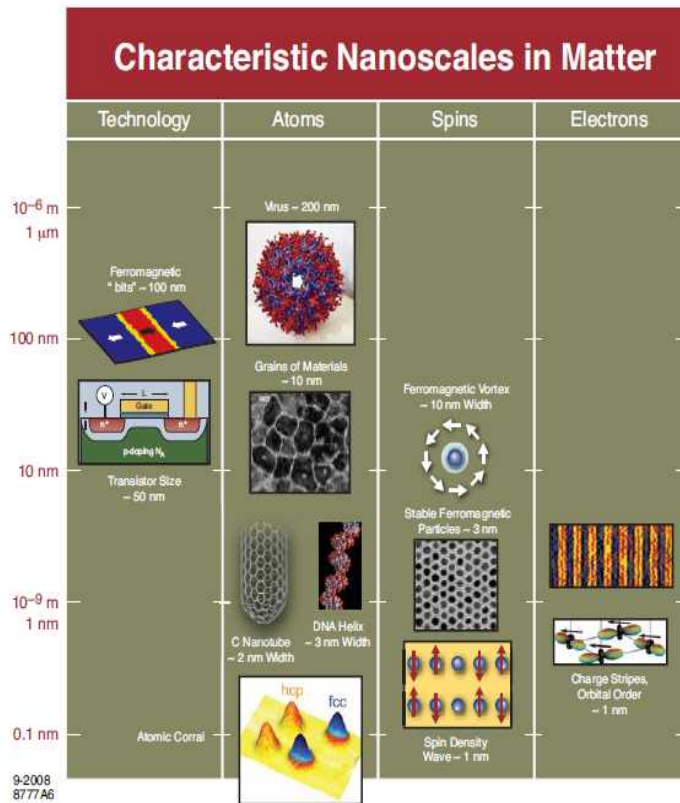 Characteristic Nanoscales in Matter
Technology
Atoms
Spins
Electrons
10⁻⁶ m
1 μm
100 nm
10 nm
10⁻⁹ m
1 nm
0.1 nm
Ferromagnetic
"bits" ~ 100 nm
V
L
Gate
n⁺
n⁺
p-doping N_A
Transistor Size
~ 50 nm
Virus ~ 200 nm
Grains of Materials
~ 10 nm
C Nanotube
~ 2 nm Width
DNA Helix
~ 3 nm Width
hcp
fcc
Atomic Corral
Ferromagnetic Vortex
~ 10 nm Width
Stable Ferromagnetic
Particles ~ 3 nm
Spin Density
Wave ~ 1 nm
Charge Stripes,
Orbital Order
~ 1 nm
9-2008
8777A6